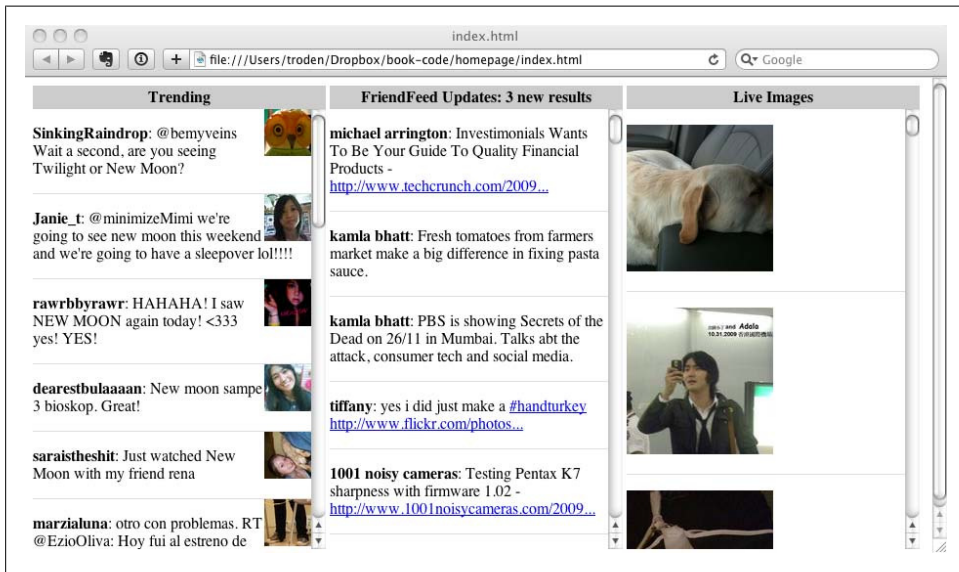 index.html
file:///Users/troden/Dropbox/book-code/homepage/index.html
Google
Trending
SinkingRaindrop: @bemyveins
Wait a second, are you seeing
Twilight or New Moon?
Janie_t: @minimizeMimi we're
going to see new moon this weekend
and we're going to have a sleepover lol!!!!
rawrbbyrawr: HAHAHA! I saw
NEW MOON again today! <333
yes! YES!
dearestbulaaaan: New moon sampe
3 bioskop. Great!
saraistheshit: Just watched New
Moon with my friend rena
marzialuna: otro con problemas. RT
@EzioOliva: Hoy fui al estreno de
FriendFeed Updates: 3 new results
michael arrington: Investimonials Wants
To Be Your Guide To Quality Financial
Products -
http://www.techcrunch.com/2009...
kamla bhatt: Fresh tomatoes from farmers
market make a big difference in fixing pasta
sauce.
kamla bhatt: PBS is showing Secrets of the
Dead on 26/11 in Mumbai. Talks abt the
attack, consumer tech and social media.
tiffany: yes i did just make a #handturkey
http://www.flickr.com/photos...
1001 noisy cameras: Testing Pentax K7
sharpness with firmware 1.02 -
http://www.1001noisycameras.com/2009...
Live Images
and Adela
10.31.2009